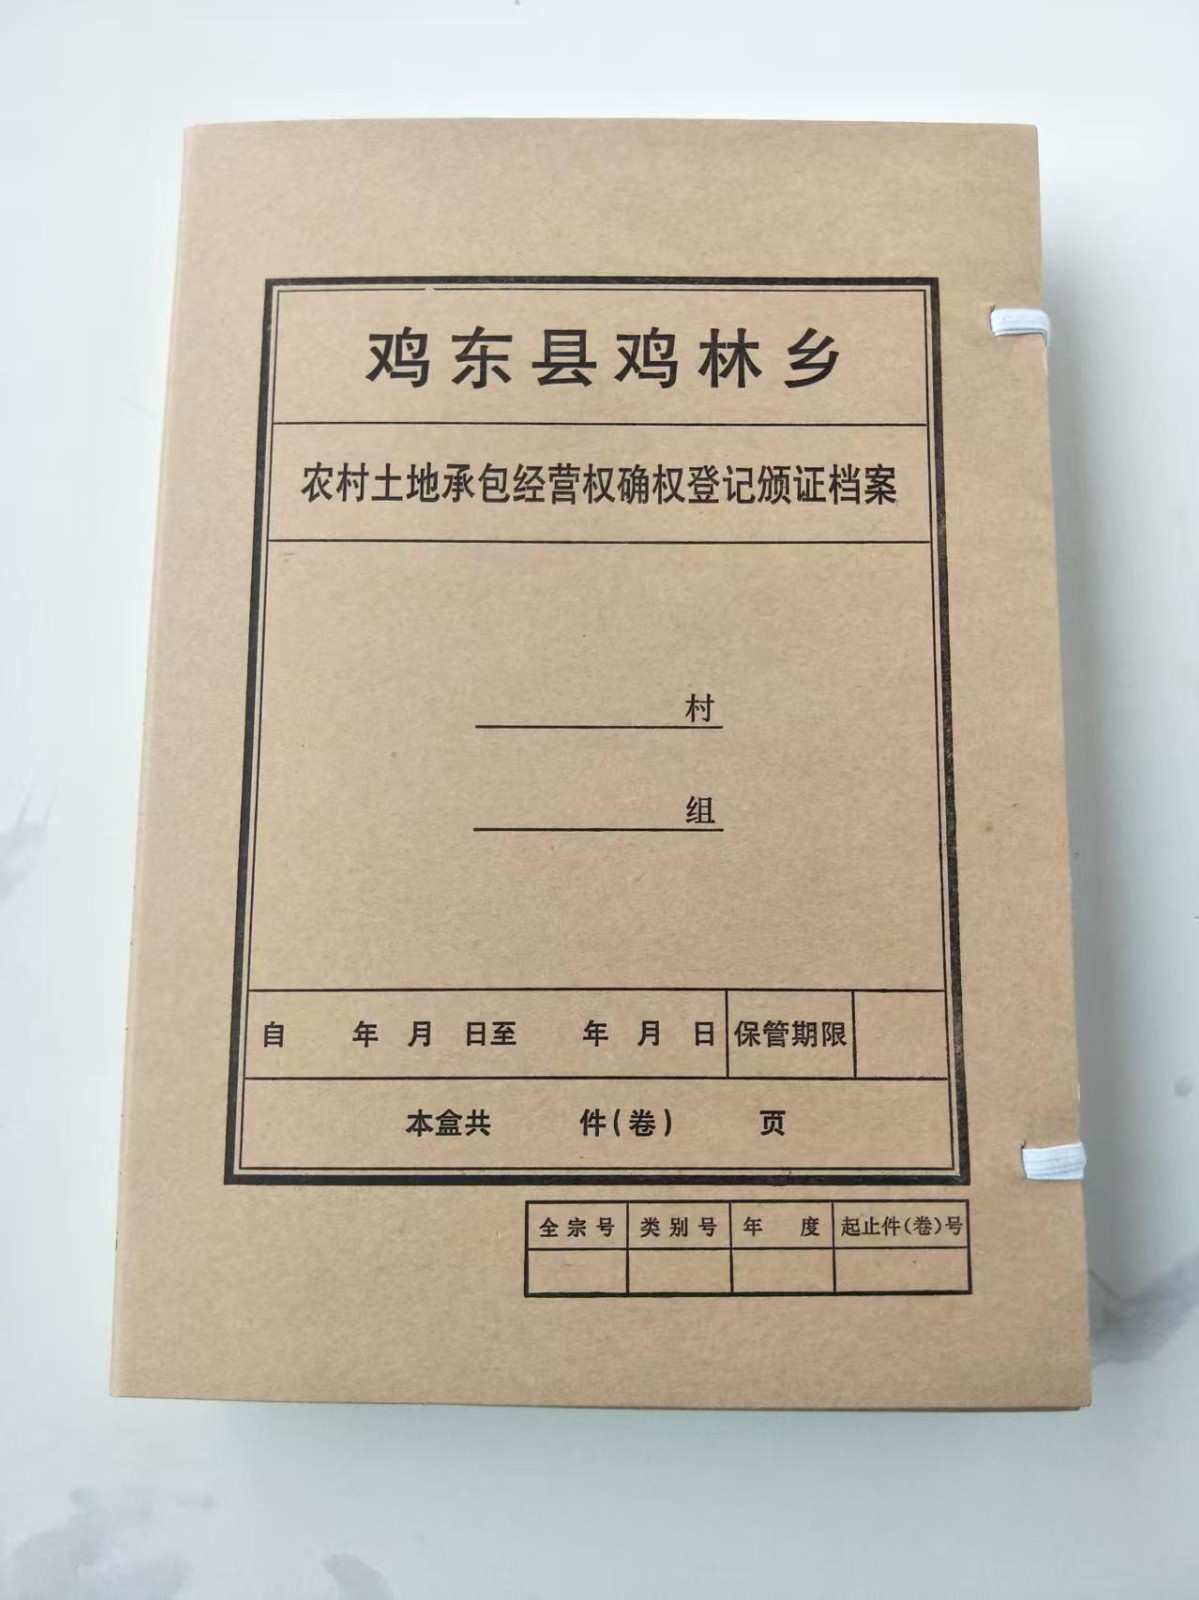 鸡东县鸡林乡
农村土地承包经营权确权登记颁证档案
村
组
自 年 月 日至 年 月 日 保管期限
本盒共 件(卷) 页
全宗号 类别号 年 度 起止件(卷)号